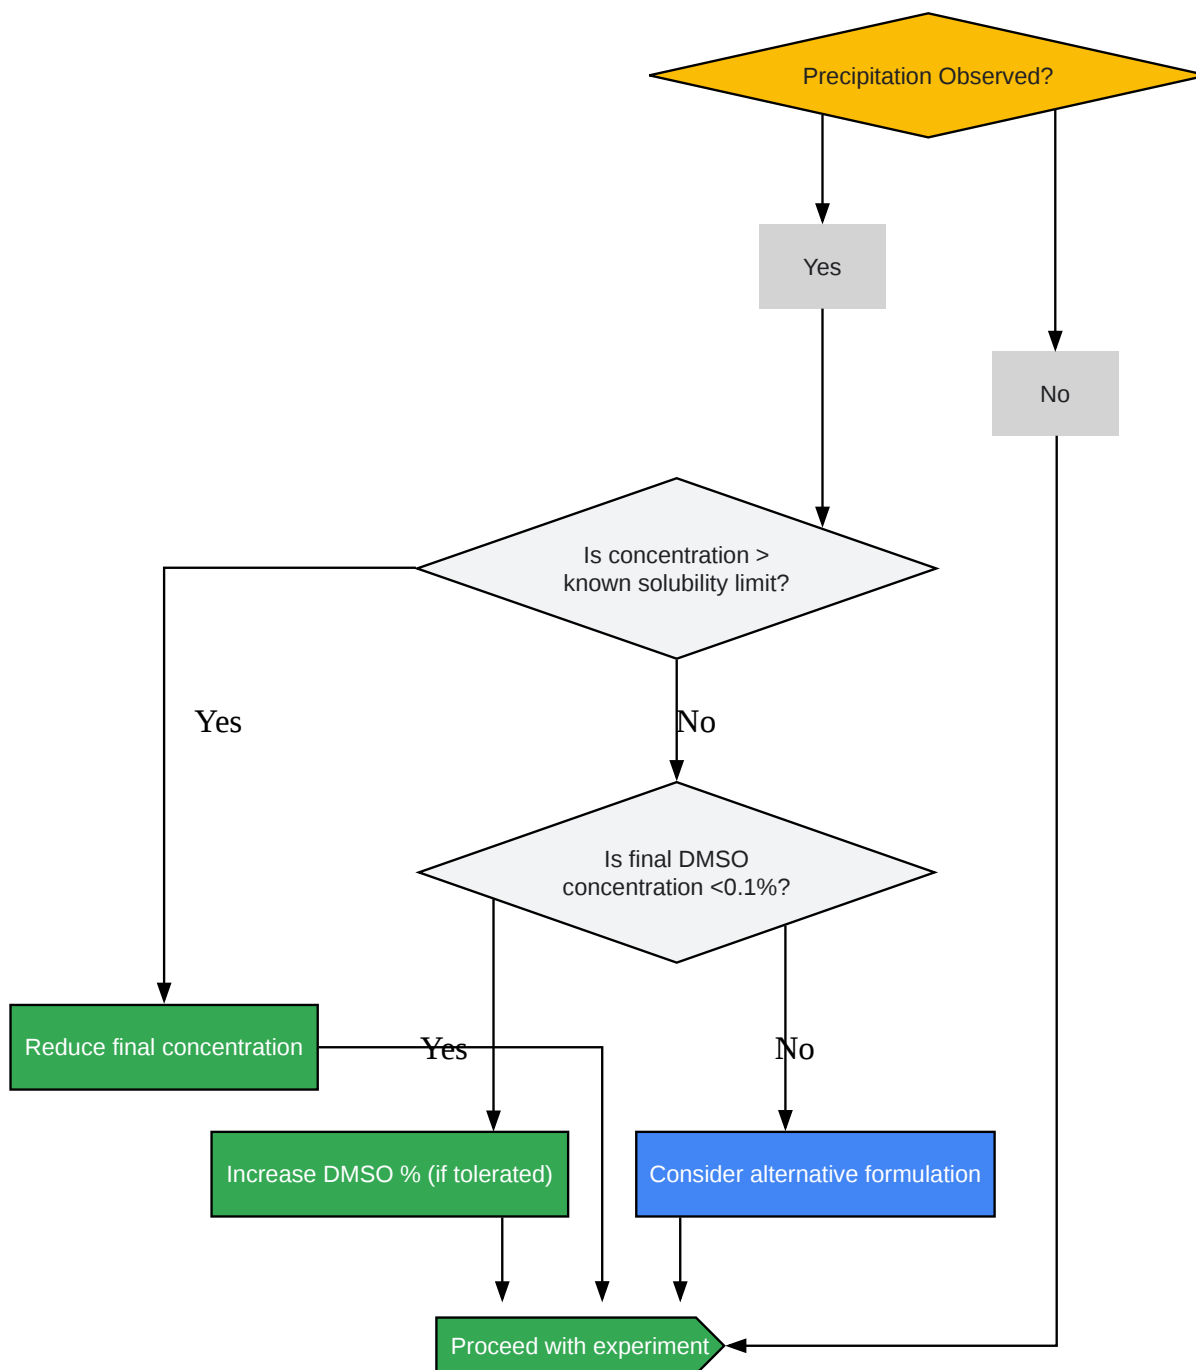 Precipitation Observed?
Yes
No
Is concentration >
known solubility limit?
Yes
No
Is final DMSO
concentration <0.1%?
Reduce final concentration
Yes
No
Increase DMSO % (if tolerated)
Consider alternative formulation
Proceed with experiment